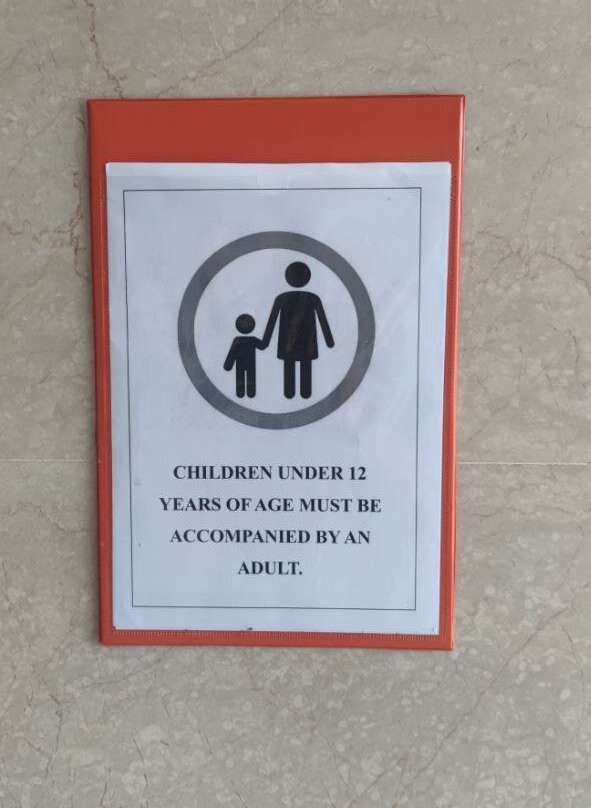 CHILDREN UNDER 12
YEARS OF AGE MUST BE
ACCOMPANIED BY AN
ADULT.